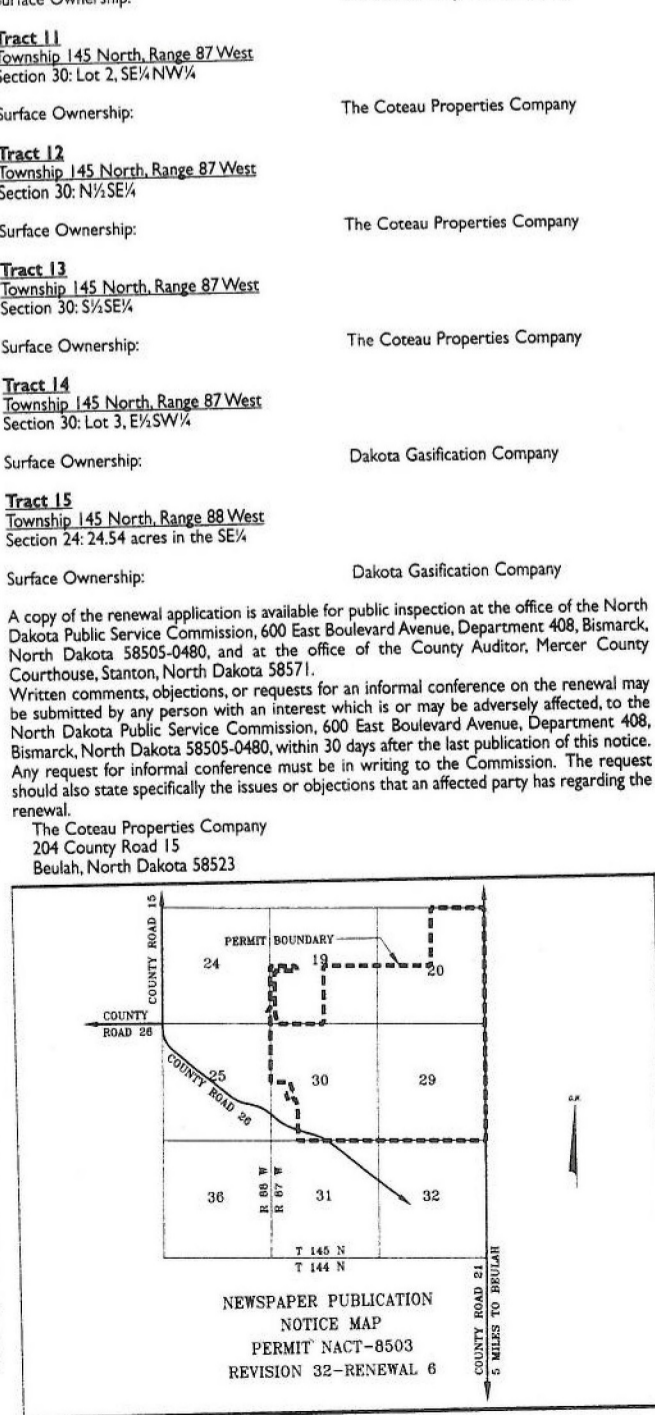 Surface Ownership:
Tract 11
Township 145 North, Range 87 West
Section 30: Lot 2, SE¼NW¼
Surface Ownership: The Coteau Properties Company
Tract 12
Township 145 North, Range 87 West
Section 30: N½SE¼
Surface Ownership: The Coteau Properties Company
Tract 13
Township 145 North, Range 87 West
Section 30: S½SE¼
Surface Ownership: The Coteau Properties Company
Tract 14
Township 145 North, Range 87 West
Section 30: Lot 3, E½SW¼
Surface Ownership: Dakota Gasification Company
Tract 15
Township 145 North, Range 88 West
Section 24: 24.54 acres in the SE¼
Surface Ownership: Dakota Gasification Company
A copy of the renewal application is available for public inspection at the office of the North
Dakota Public Service Commission, 600 East Boulevard Avenue, Department 408, Bismarck,
North Dakota 58505-0480, and at the office of the County Auditor, Mercer County
Courthouse, Stanton, North Dakota 58571.
Written comments, objections, or requests for an informal conference on the renewal may
be submitted by any person with an interest which is or may be adversely affected, to the
North Dakota Public Service Commission, 600 East Boulevard Avenue, Department 408,
Bismarck, North Dakota 58505-0480, within 30 days after the last publication of this notice.
Any request for informal conference must be in writing to the Commission. The request
should also state specifically the issues or objections that an affected party has regarding the
renewal.
The Coteau Properties Company
204 County Road 15
Beulah, North Dakota 58523
COUNTY ROAD 15
PERMIT BOUNDARY
24
19
20
COUNTY
ROAD 26
25
COUNTY ROAD 26
30
29
36
R 88 W
R 87 W
31
32
T 145 N
T 144 N
COUNTY ROAD 21
5 MILES TO BEULAH
NEWSPAPER PUBLICATION
NOTICE MAP
PERMIT NACT-8503
REVISION 32-RENEWAL 6